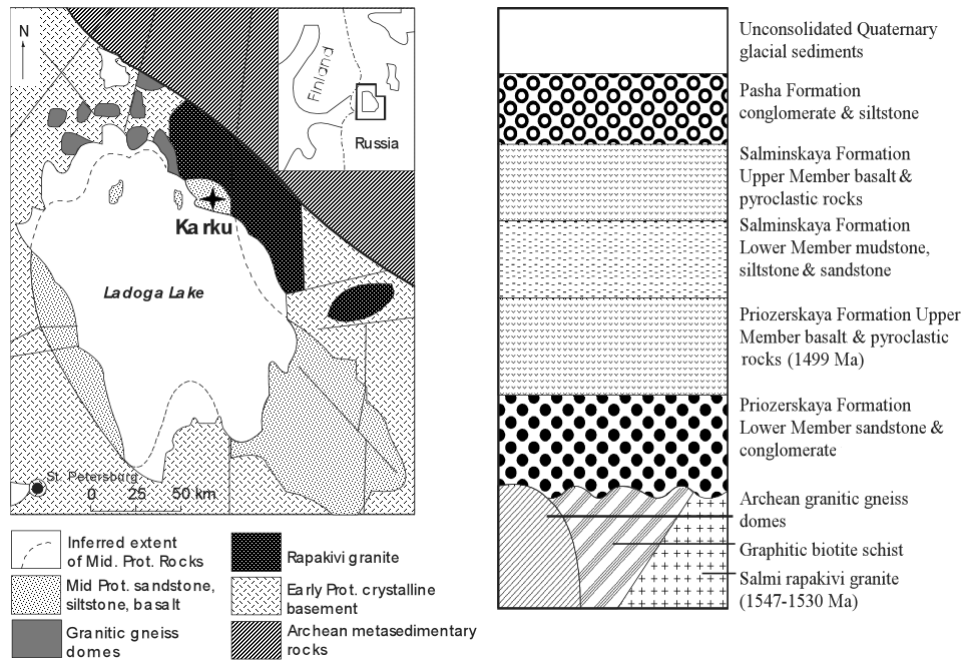 N
Finland
Russia
Karku
Ladoga Lake
St. Petersburg
0 25 50 km
Inferred extent
of Mid. Prot. Rocks
Mid Prot. sandstone,
siltstone, basalt
Granitic gneiss
domes
Rapakivi granite
Early Prot. crystalline
basement
Archean metasedimentary
rocks
Unconsolidated Quaternary
glacial sediments
Pasha Formation
conglomerate & siltstone
Salminskaya Formation
Upper Member basalt &
pyroclastic rocks
Salminskaya Formation
Lower Member mudstone,
siltstone & sandstone
Priozerskaya Formation Upper
Member basalt & pyroclastic
rocks (1499 Ma)
Priozerskaya Formation
Lower Member sandstone &
conglomerate
Archean granitic gneiss
domes
Graphitic biotite schist
Salmi rapakivi granite
(1547-1530 Ma)